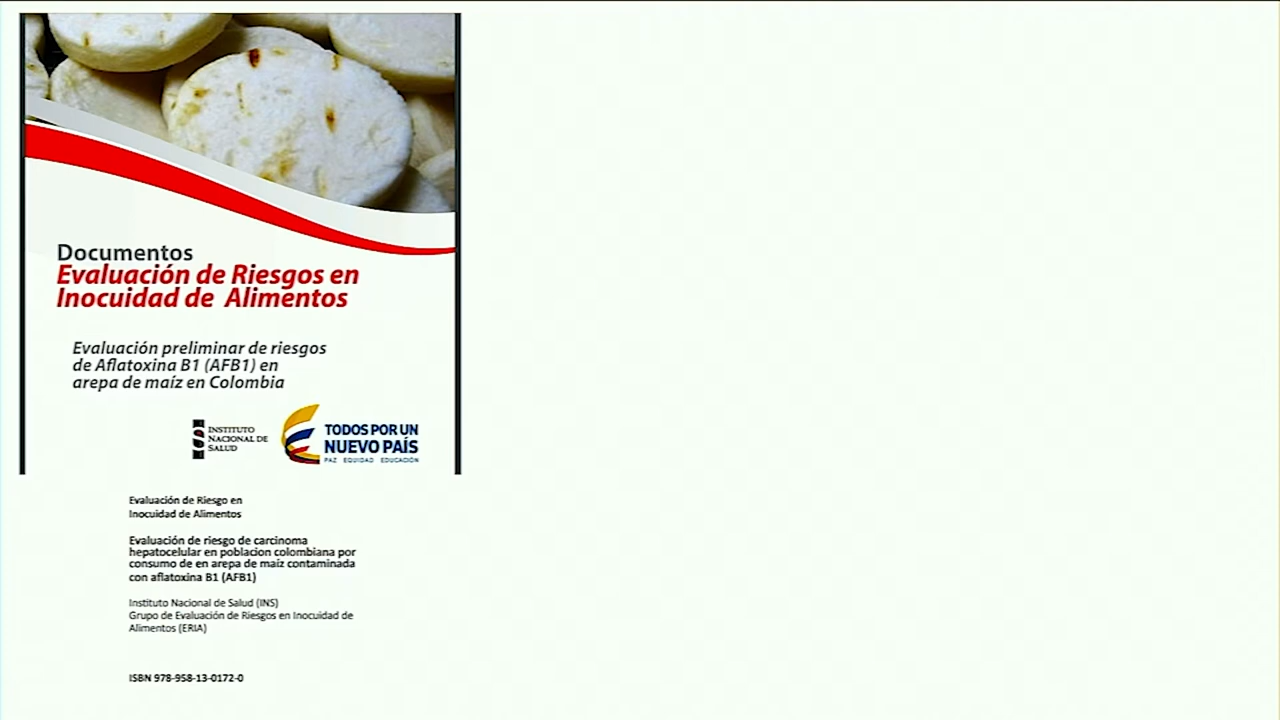 Documentos
Evaluación de Riesgos en
Inocuidad de Alimentos
Evaluación preliminar de riesgos
de Aflatoxina B1 (AFB1) en
arepa de maíz en Colombia
INSTITUTO
NACIONAL DE
SALUD
TODOS POR UN
NUEVO PAÍS
PAZ EQUIDAD EDUCACIÓN
Evaluación de Riesgo en
Inocuidad de Alimentos
Evaluación de riesgo de carcinoma
hepatocelular en poblacion colombiana por
consumo de en arepa de maíz contaminada
con aflatoxina B1 (AFB1)
Instituto Nacional de Salud (INS)
Grupo de Evaluación de Riesgos en Inocuidad de
Alimentos (ERIA)
ISBN 978-958-13-0172-0